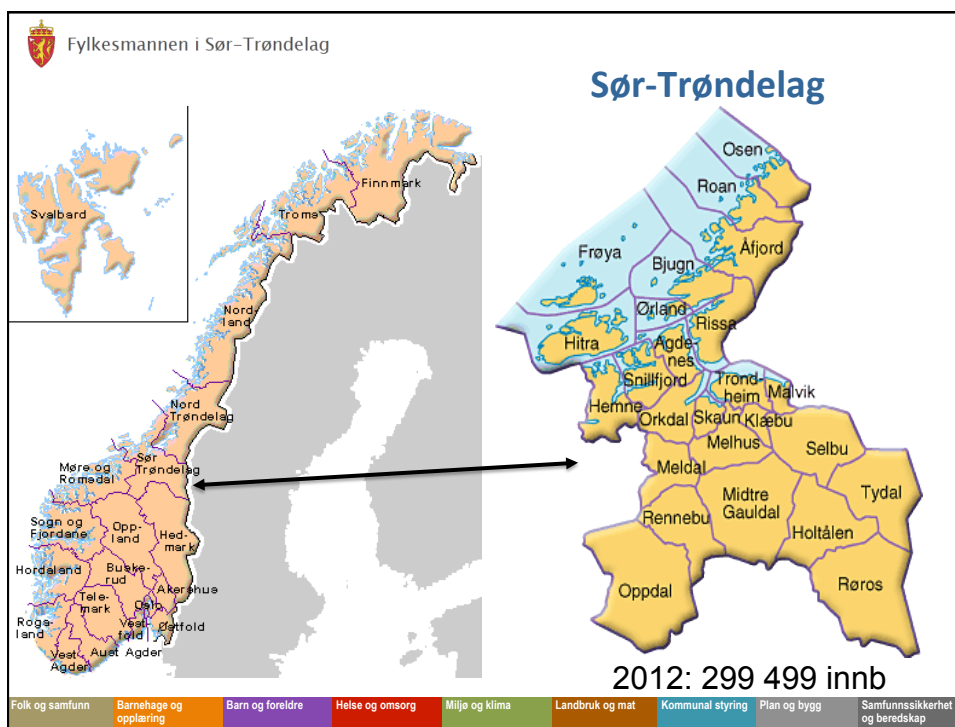 Fylkesmannen i Sør-Trøndelag
Sør-Trøndelag
Svalbard
Finnmark
Troms
Nord-
land
Nord
Trøndelag
Sør
Trøndelag
Møre og
Romsdal
Sogn og
Fjordane
Opp-
land
Hed-
mark
Hordaland
Buske-
rud
Akershus
Tele-
mark
Oslo
Roga-
land
Vest-
fold
Østfold
Vest-
Agder
Aust
Agder
Osen
Roan
Åfjord
Frøya
Bjugn
Ørland
Rissa
Hitra
Agde-
nes
Snillfjord
Trond-
heim
Malvik
Hemne
Orkdal
Skaun
Klæbu
Melhus
Selbu
Meldal
Midtre
Gauldal
Tydal
Rennebu
Holtålen
Oppdal
Røros
2012: 299 499 innb
Folk og samfunn
Barnehage og
opplæring
Barn og foreldre
Helse og omsorg
Miljø og klima
Landbruk og mat
Kommunal styring
Plan og bygg
Samfunnssikkerhet
og beredskap